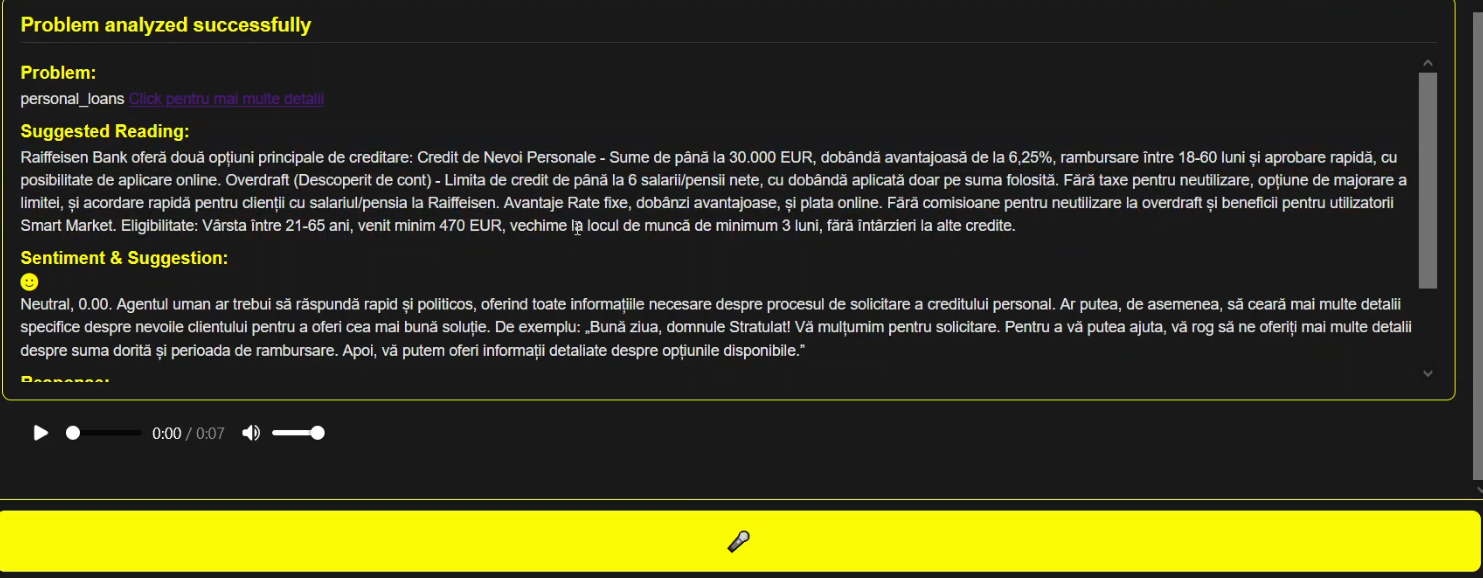 Problem analyzed successfully
Problem:
personal_loans Click pentru mai multe detalii
Suggested Reading:
Raiffeisen Bank oferă două opțiuni principale de creditare: Credit de Nevoi Personale - Sume de până la 30.000 EUR, dobândă avantajoasă de la 6,25%, rambursare între 18-60 luni și aprobare rapidă, cu
posibilitate de aplicare online. Overdraft (Descoperit de cont) - Limita de credit de până la 6 salarii/pensii nete, cu dobândă aplicată doar pe suma folosită. Fără taxe pentru neutilizare, opțiune de majorare a
limitei, și acordare rapidă pentru clienții cu salariul/pensia la Raiffeisen. Avantaje Rate fixe, dobânzi avantajoase, și plata online. Fără comisioane pentru neutilizare la overdraft și beneficii pentru utilizatorii
Smart Market. Eligibilitate: Vârsta între 21-65 ani, venit minim 470 EUR, vechime la locul de muncă de minimum 3 luni, fără întârzieri la alte credite.
Sentiment & Suggestion:
Neutral, 0.00. Agentul uman ar trebui să răspundă rapid și politicos, oferind toate informațiile necesare despre procesul de solicitare a creditului personal. Ar putea, de asemenea, să ceară mai multe detalii
specifice despre nevoile clientului pentru a oferi cea mai bună soluție. De exemplu: „Bună ziua, domnule Stratulat! Vă mulțumim pentru solicitare. Pentru a vă putea ajuta, vă rog să ne oferiți mai multe detalii
despre suma dorită și perioada de rambursare. Apoi, vă putem oferi informații detaliate despre opțiunile disponibile.”
Response:
0:00 / 0:07